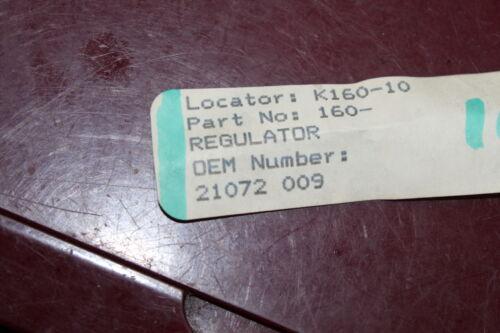 Locator: K160-10
Part No: 160-
REGULATOR
OEM Number:
21072 009